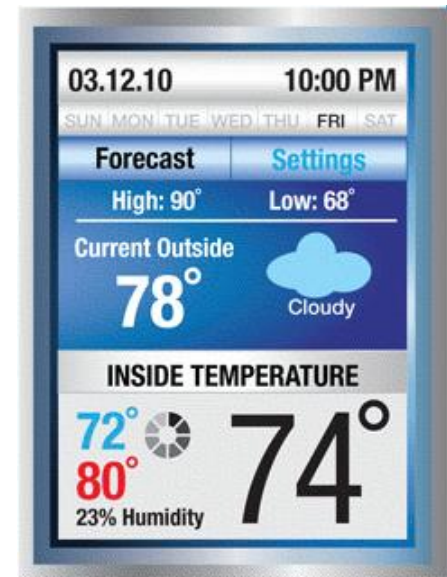 03.12.10 10:00 PM
SUN MON TUE WED THU FRI SAT
Forecast Settings
High: 90° Low: 68°
Current Outside
78°
Cloudy
INSIDE TEMPERATURE
72°
80°
74°
23% Humidity